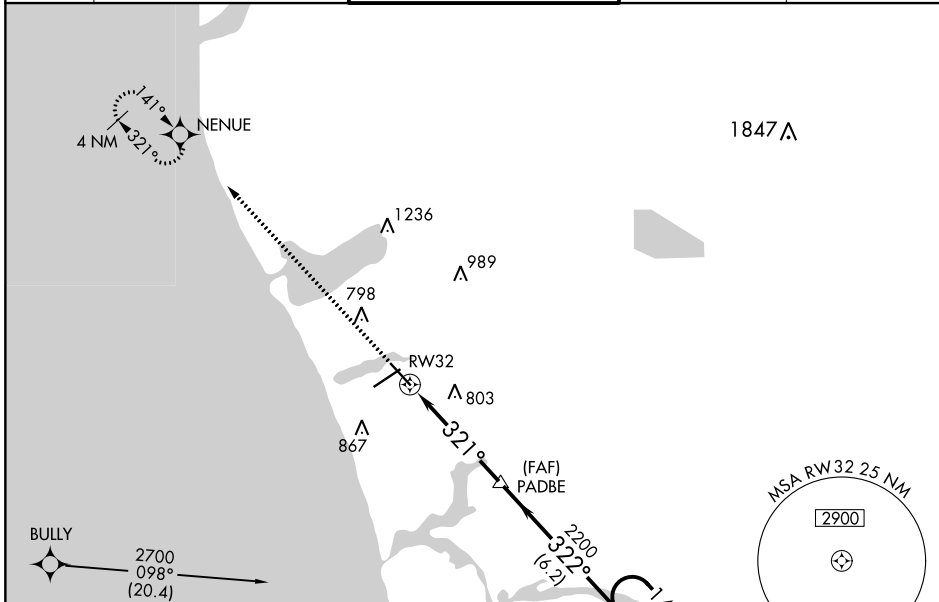 141°
NENUE
4 NM
321°
1847
1236
989
798
RW32
803
867
321°
(FAF)
PADBE
MSA RW32 25 NM
2900
2200
322°
(6.2)
BULLY
2700
098°
(20.4)